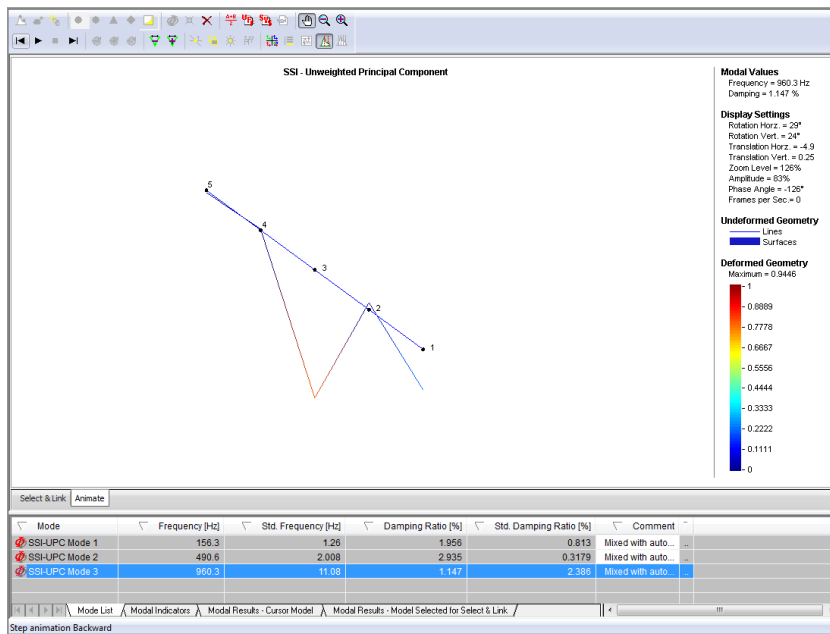 SSI - Unweighted Principal Component
Modal Values
Frequency = 960.3 Hz
Damping = 1.147 %
Display Settings
Rotation Horz. = 29°
Rotation Vert. = 24°
Translation Horz. = -4.9
Translation Vert. = 0.25
Zoom Level = 126%
Amplitude = 83%
Phase Angle = -126°
Frames per Sec.= 0
Undeformed Geometry
Lines
Surfaces
Deformed Geometry
Maximum = 0.9446
1
0.8889
0.7778
0.6667
0.5556
0.4444
0.3333
0.2222
0.1111
0
5
4
3
2
1
Select & Link Animate
Mode Frequency [Hz] Std. Frequency [Hz] Damping Ratio [%] Std. Damping Ratio [%] Comment
SSI-UPC Mode 1 156.3 1.26 1.956 0.813 Mixed with auto... ..
SSI-UPC Mode 2 490.6 2.008 2.935 0.3179 Mixed with auto... ..
SSI-UPC Mode 3 960.3 11.08 1.147 2.386 Mixed with auto... ..
Mode List Modal Indicators Modal Results - Cursor Model Modal Results - Model Selected for Select & Link
Step animation Backward